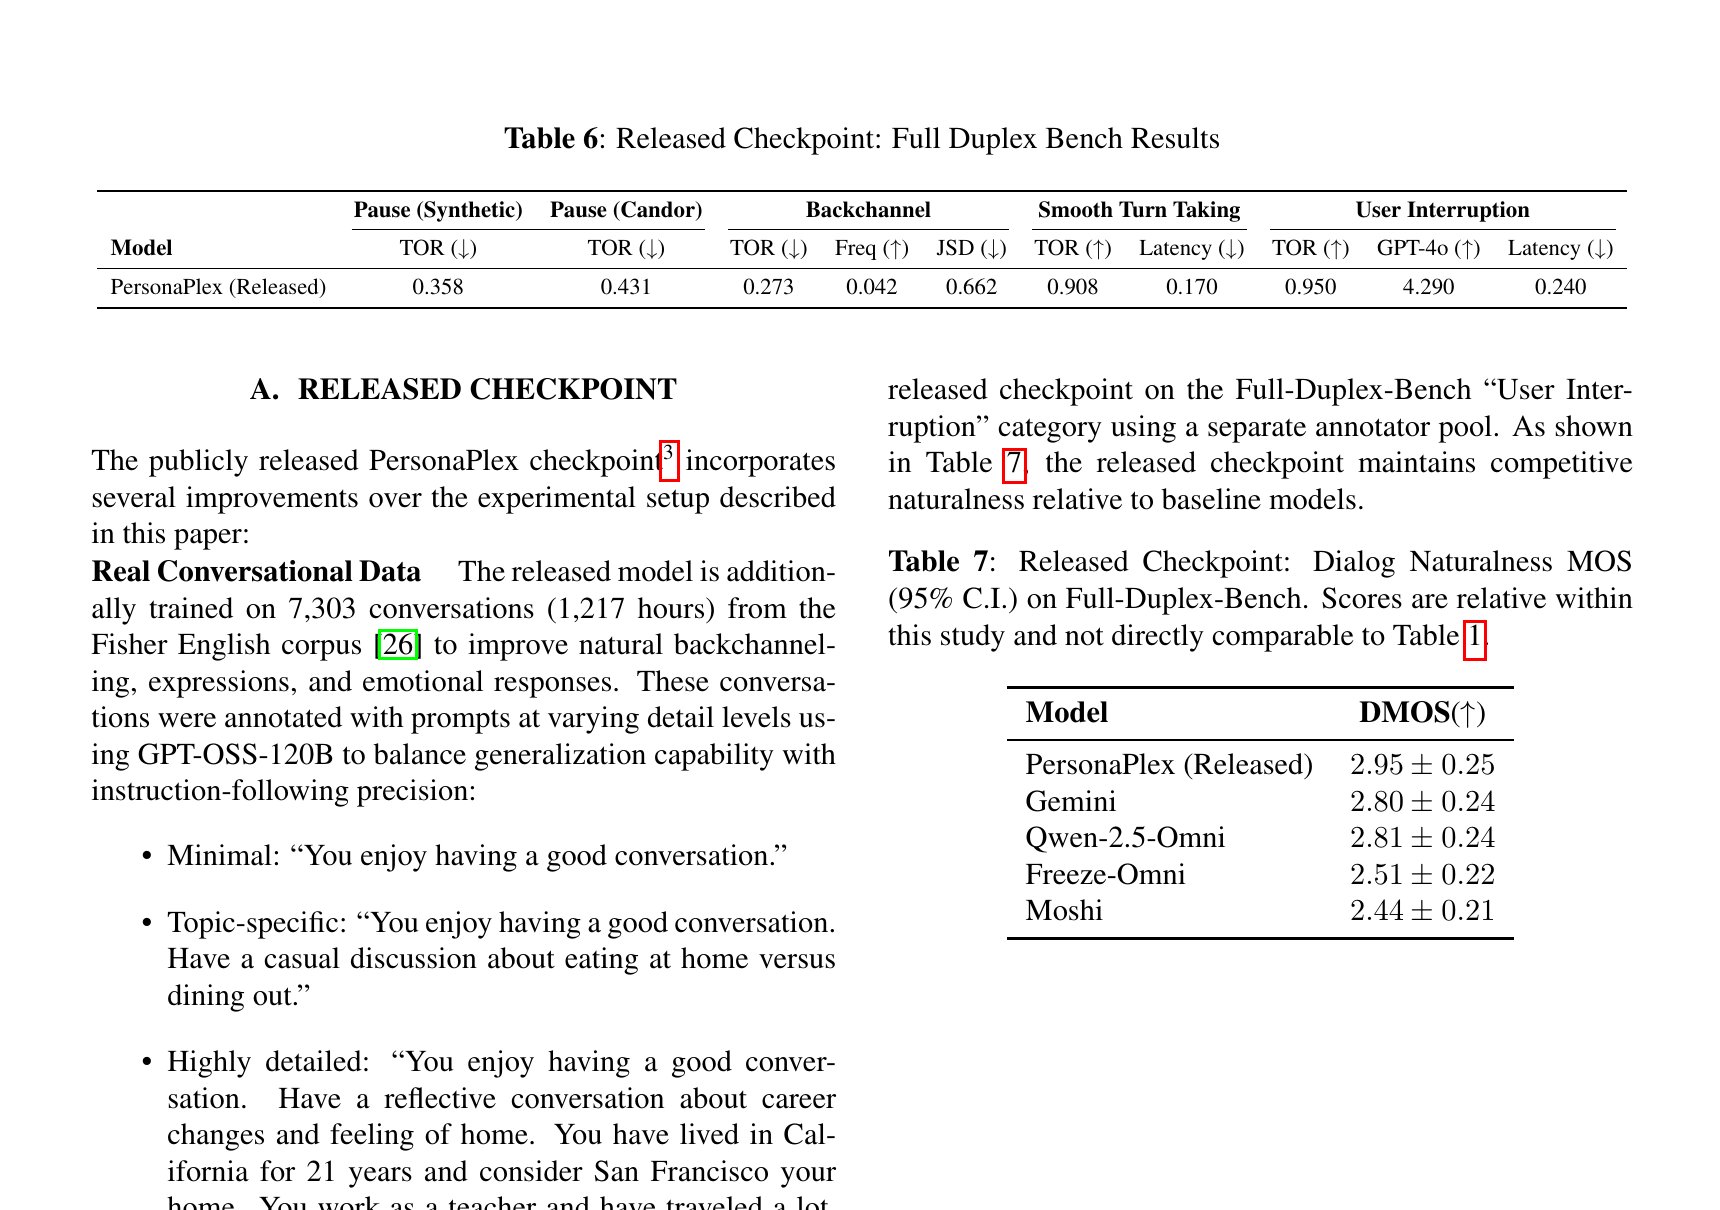 Table 6: Released Checkpoint: Full Duplex Bench Results
Pause (Synthetic) Pause (Candor) Backchannel Smooth Turn Taking User Interruption
Model TOR (↓) TOR (↓) TOR (↓) Freq (↑) JSD (↓) TOR (↑) Latency (↓) TOR (↑) GPT-4o (↑) Latency (↓)
PersonaPlex (Released) 0.358 0.431 0.273 0.042 0.662 0.908 0.170 0.950 4.290 0.240
A. RELEASED CHECKPOINT
The publicly released PersonaPlex checkpoint3 incorporates
several improvements over the experimental setup described
in this paper:
Real Conversational Data The released model is addition-
ally trained on 7,303 conversations (1,217 hours) from the
Fisher English corpus [26] to improve natural backchannel-
ing, expressions, and emotional responses. These conversa-
tions were annotated with prompts at varying detail levels us-
ing GPT-OSS-120B to balance generalization capability with
instruction-following precision:
• Minimal: “You enjoy having a good conversation.”
• Topic-specific: “You enjoy having a good conversation.
Have a casual discussion about eating at home versus
dining out.”
• Highly detailed: “You enjoy having a good conver-
sation. Have a reflective conversation about career
changes and feeling of home. You have lived in Cal-
ifornia for 21 years and consider San Francisco your
home. You work as a teacher and have traveled a lot.
released checkpoint on the Full-Duplex-Bench “User Inter-
ruption” category using a separate annotator pool. As shown
in Table 7, the released checkpoint maintains competitive
naturalness relative to baseline models.
Table 7: Released Checkpoint: Dialog Naturalness MOS
(95% C.I.) on Full-Duplex-Bench. Scores are relative within
this study and not directly comparable to Table 1.
Model DMOS(↑)
PersonaPlex (Released) 2.95 ± 0.25
Gemini 2.80 ± 0.24
Qwen-2.5-Omni 2.81 ± 0.24
Freeze-Omni 2.51 ± 0.22
Moshi 2.44 ± 0.21